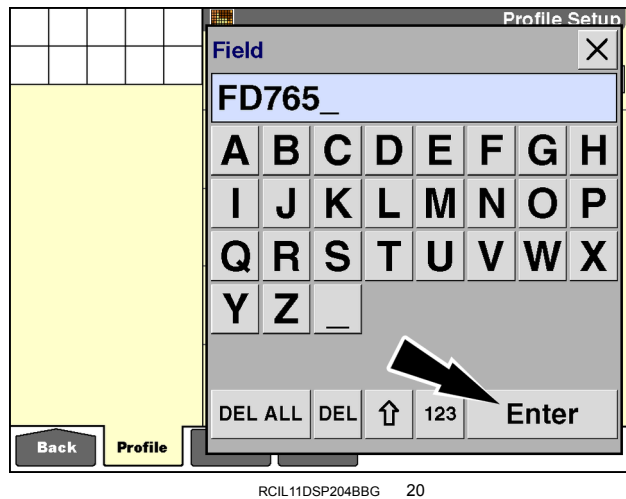 Profile Setup
Field
FD765_
A B C D E F G H
I J K L M N O P
Q R S T U V W X
Y Z _
DEL ALL DEL ⇧ 123 Enter
Back Profile
RCIL11DSP204BBG 20